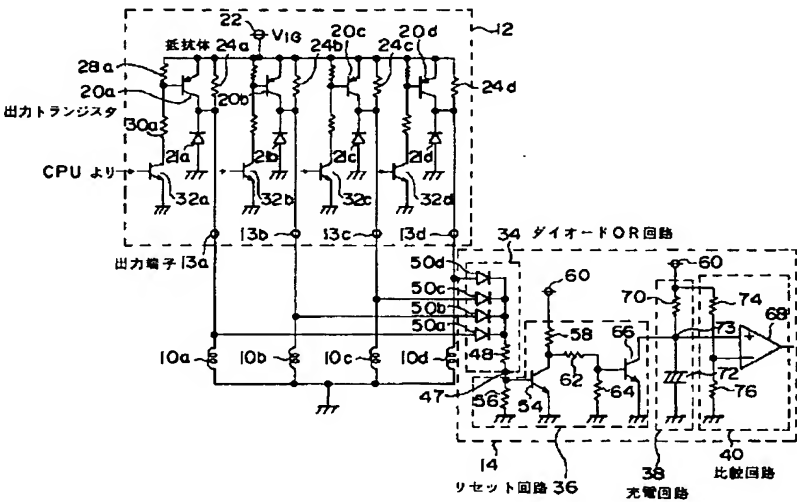 22 VIG 20c 20d 12
抵抗体 24a 24b 24c
28a
20a 20b 24d
出力トランジスタ
30a
21a 21b 21c 21d
CPU より
32a 32b 32c 32d
13b 13c 13d 34 ダイオードOR回路
出力端子 13a
50d 60 60
50c 70 74
50b 58 66 73 68
50a
10a 10b 10c 10d 48 62 72
47 56 54 64 76
14 38 40
リセット回路 36 充電回路 比較回路
+
−